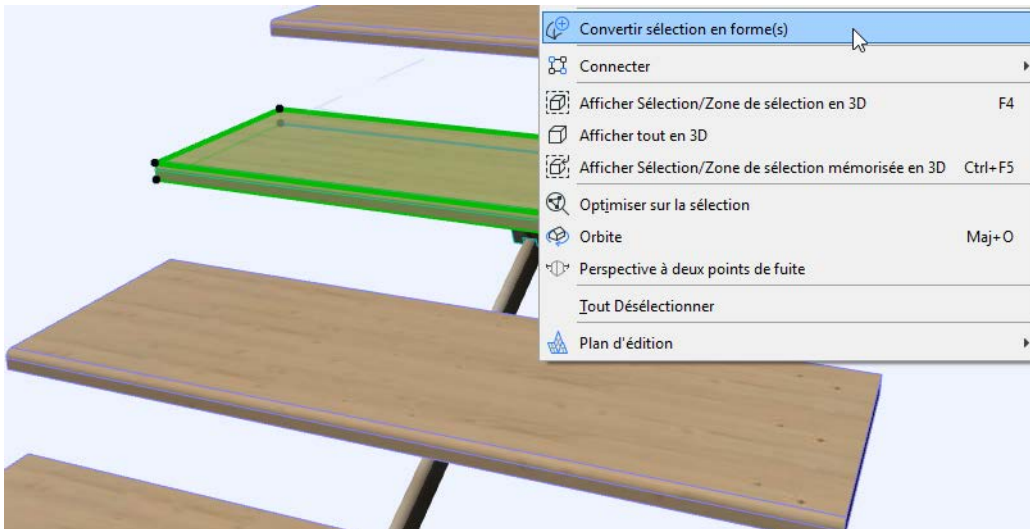 Convertir sélection en forme(s)
Connecter
Afficher Sélection/Zone de sélection en 3D F4
Afficher tout en 3D
Afficher Sélection/Zone de sélection mémorisée en 3D Ctrl+F5
Optimiser sur la sélection
Orbite Maj+O
Perspective à deux points de fuite
Tout Désélectionner
Plan d'édition